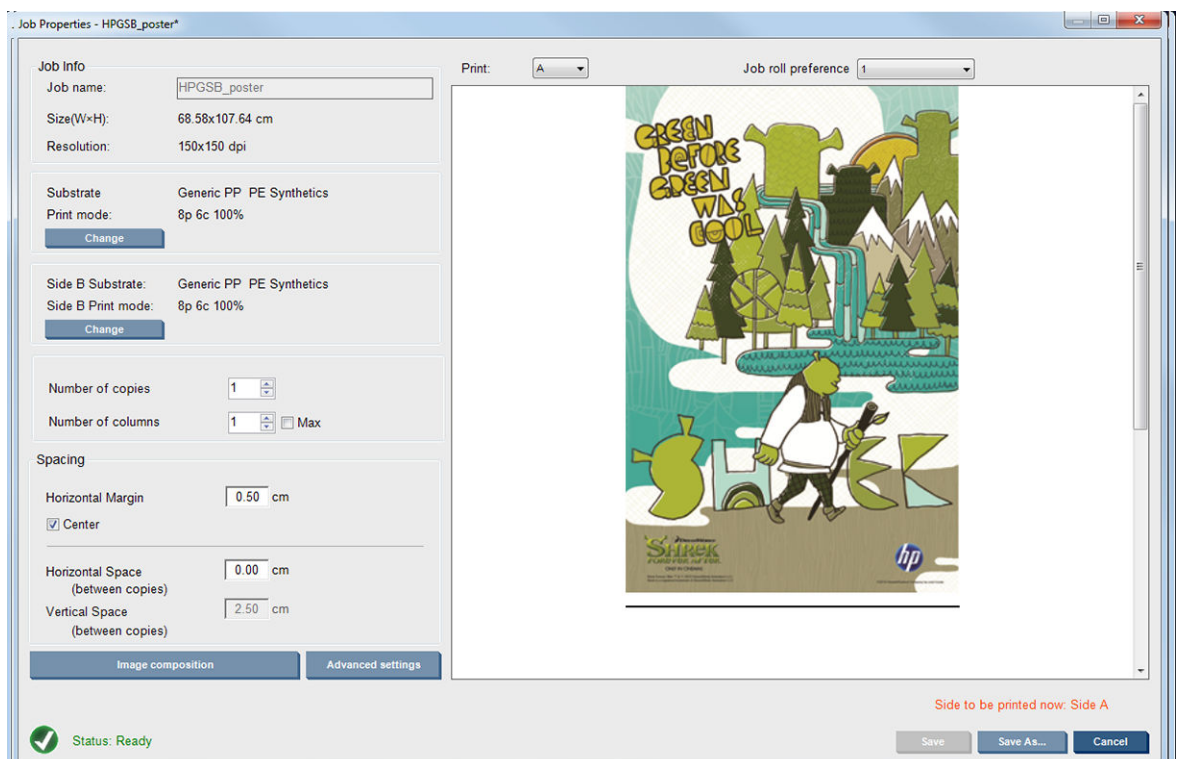 . Job Properties - HPGSB_poster*
Job Info
Job name: HPGSB_poster
Size(W×H): 68.58x107.64 cm
Resolution: 150x150 dpi
Substrate Generic PP PE Synthetics
Print mode: 8p 6c 100%
Change
Side B Substrate: Generic PP PE Synthetics
Side B Print mode: 8p 6c 100%
Change
Number of copies 1
Number of columns 1 Max
Spacing
Horizontal Margin 0.50 cm
Center
Horizontal Space 0.00 cm
(between copies)
Vertical Space 2.50 cm
(between copies)
Image composition Advanced settings
Status: Ready
Print: A Job roll preference 1
GREEN
BEFORE
GREEN
WAS
COOL
SHREK
DreamWorks
SHREK
FOREVER AFTER
hp
Side to be printed now: Side A
Save Save As... Cancel